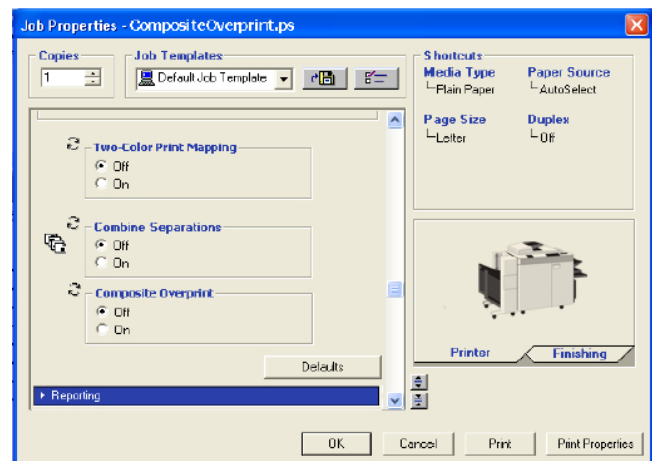 Job Properties - CompositeOverprint.ps
Copies
1
Job Templates
Default Job Template
Shortcuts
Media Type
Plain Paper
Paper Source
AutoSelect
Page Size
Letter
Duplex
Off
Two-Color Print Mapping
Off
On
Combine Separations
Off
On
Composite Overprint
Off
On
Defaults
Reporting
Printer
Finishing
OK
Cancel
Print
Print Properties